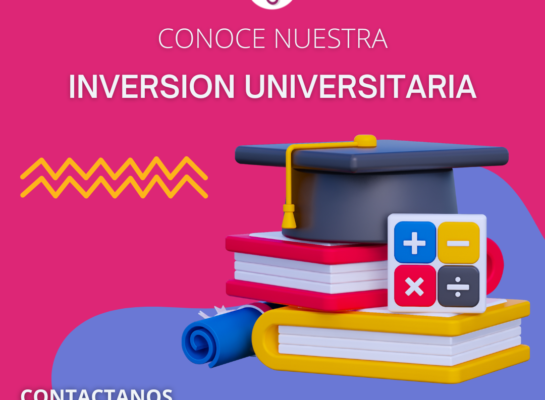 CONOCE NUESTRA
INVERSION UNIVERSITARIA
CONTACTANOS